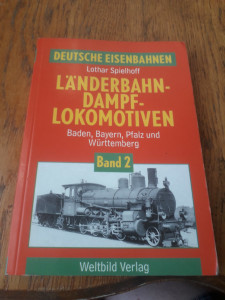 DEUTSCHE EISENBAHNEN
Lothar Spielhoff
LÄNDERBAHN-
DAMPF-
LOKOMOTIVEN
Baden, Bayern, Pfalz und
Württemberg
Band 2
Weltbild Verlag